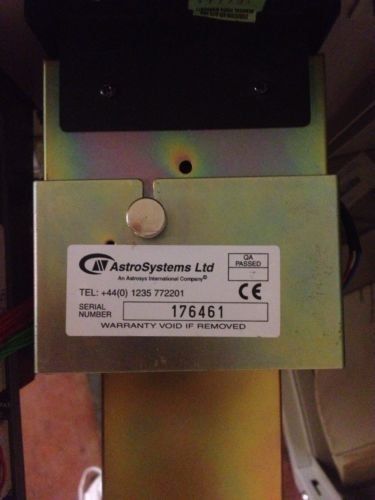 AstroSystems Ltd
An Astrosys International Company
QA
PASSED
TEL: +44(0) 1235 772201
CE
SERIAL
NUMBER
176461
WARRANTY VOID IF REMOVED